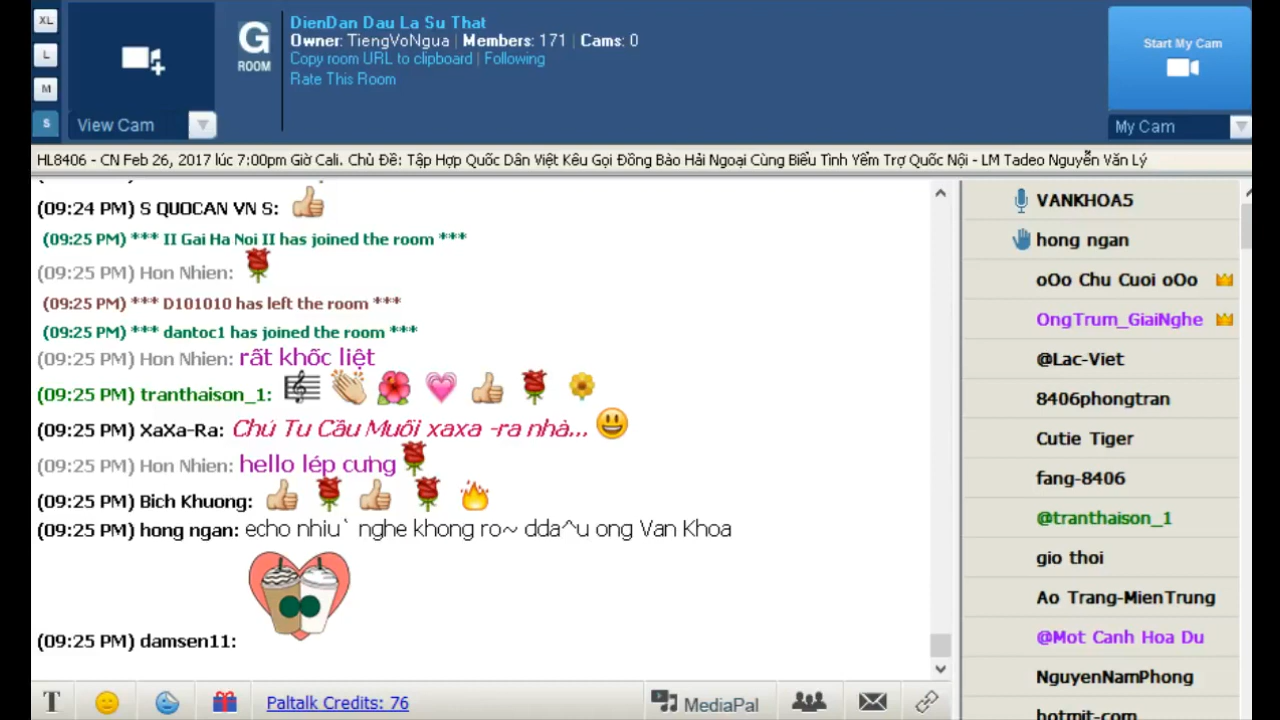 XL
L
M
S
View Cam
G
ROOM
DienDan Dau La Su That
Owner: TiengVoNgua | Members: 171 | Cams: 0
Copy room URL to clipboard | Following
Rate This Room
Start My Cam
My Cam
HL8406 - CN Feb 26, 2017 lúc 7:00pm Giờ Cali. Chủ Đề: Tập Hợp Quốc Dân Việt Kêu Gọi Đồng Bào Hải Ngoại Cùng Biểu Tình Yểm Trợ Quốc Nội - LM Tadeo Nguyễn Văn Lý
(09:24 PM) S QUOCAN VN S:
(09:25 PM) *** II Gai Ha Noi II has joined the room ***
(09:25 PM) Hon Nhien:
(09:25 PM) *** D101010 has left the room ***
(09:25 PM) *** dantoc1 has joined the room ***
(09:25 PM) Hon Nhien: rất khốc liệt
(09:25 PM) tranthaison_1:
(09:25 PM) XaXa-Ra: Chú Tư Cầu Muối xaxa -ra nhà...
(09:25 PM) Hon Nhien: hello lép cưng
(09:25 PM) Bich Khuong:
(09:25 PM) hong ngan: echo nhiu` nghe khong ro~ dda^u ong Van Khoa
(09:25 PM) damsen11:
VANKHOA5
hong ngan
oOo Chu Cuoi oOo
OngTrum_GiaiNghe
@Lac-Viet
8406phongtran
Cutie Tiger
fang-8406
@tranthaison_1
gio thoi
Ao Trang-MienTrung
@Mot Canh Hoa Du
NguyenNamPhong
hotmit-com
T
Paltalk Credits: 76
MediaPal